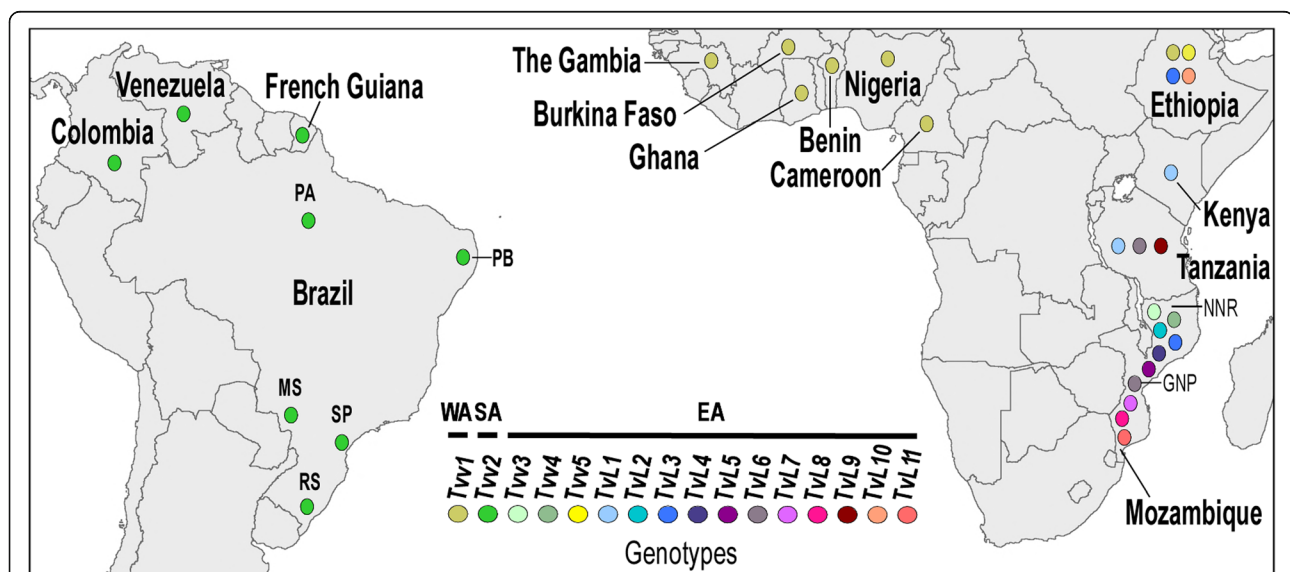 Venezuela
French Guiana
Colombia
PA
PB
Brazil
MS
SP
RS
The Gambia
Burkina Faso
Ghana
Benin
Nigeria
Cameroon
Ethiopia
Kenya
Tanzania
NNR
GNP
Mozambique
WA SA EA
Tvv1 Tvv2 Tvv3 Tvv4 Tvv5 TvL1 TvL2 TvL3 TvL4 TvL5 TvL6 TvL7 TvL8 TvL9 TvL10 TvL11
Genotypes